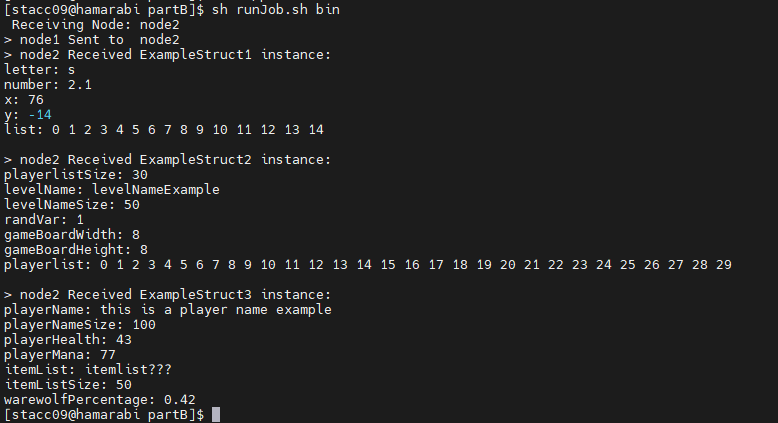 [stacc09@hamarabi partB]$ sh runJob.sh bin
 Receiving Node: node2
> node1 Sent to  node2
> node2 Received ExampleStruct1 instance:
letter: s
number: 2.1
x: 76
y: -14
list: 0 1 2 3 4 5 6 7 8 9 10 11 12 13 14

> node2 Received ExampleStruct2 instance:
playerlistSize: 30
levelName: levelNameExample
levelNameSize: 50
randVar: 1
gameBoardWidth: 8
gameBoardHeight: 8
playerlist: 0 1 2 3 4 5 6 7 8 9 10 11 12 13 14 15 16 17 18 19 20 21 22 23 24 25 26 27 28 29

> node2 Received ExampleStruct3 instance:
playerName: this is a player name example
playerNameSize: 100
playerHealth: 43
playerMana: 77
itemList: itemlist???
itemListSize: 50
warewolfPercentage: 0.42
[stacc09@hamarabi partB]$